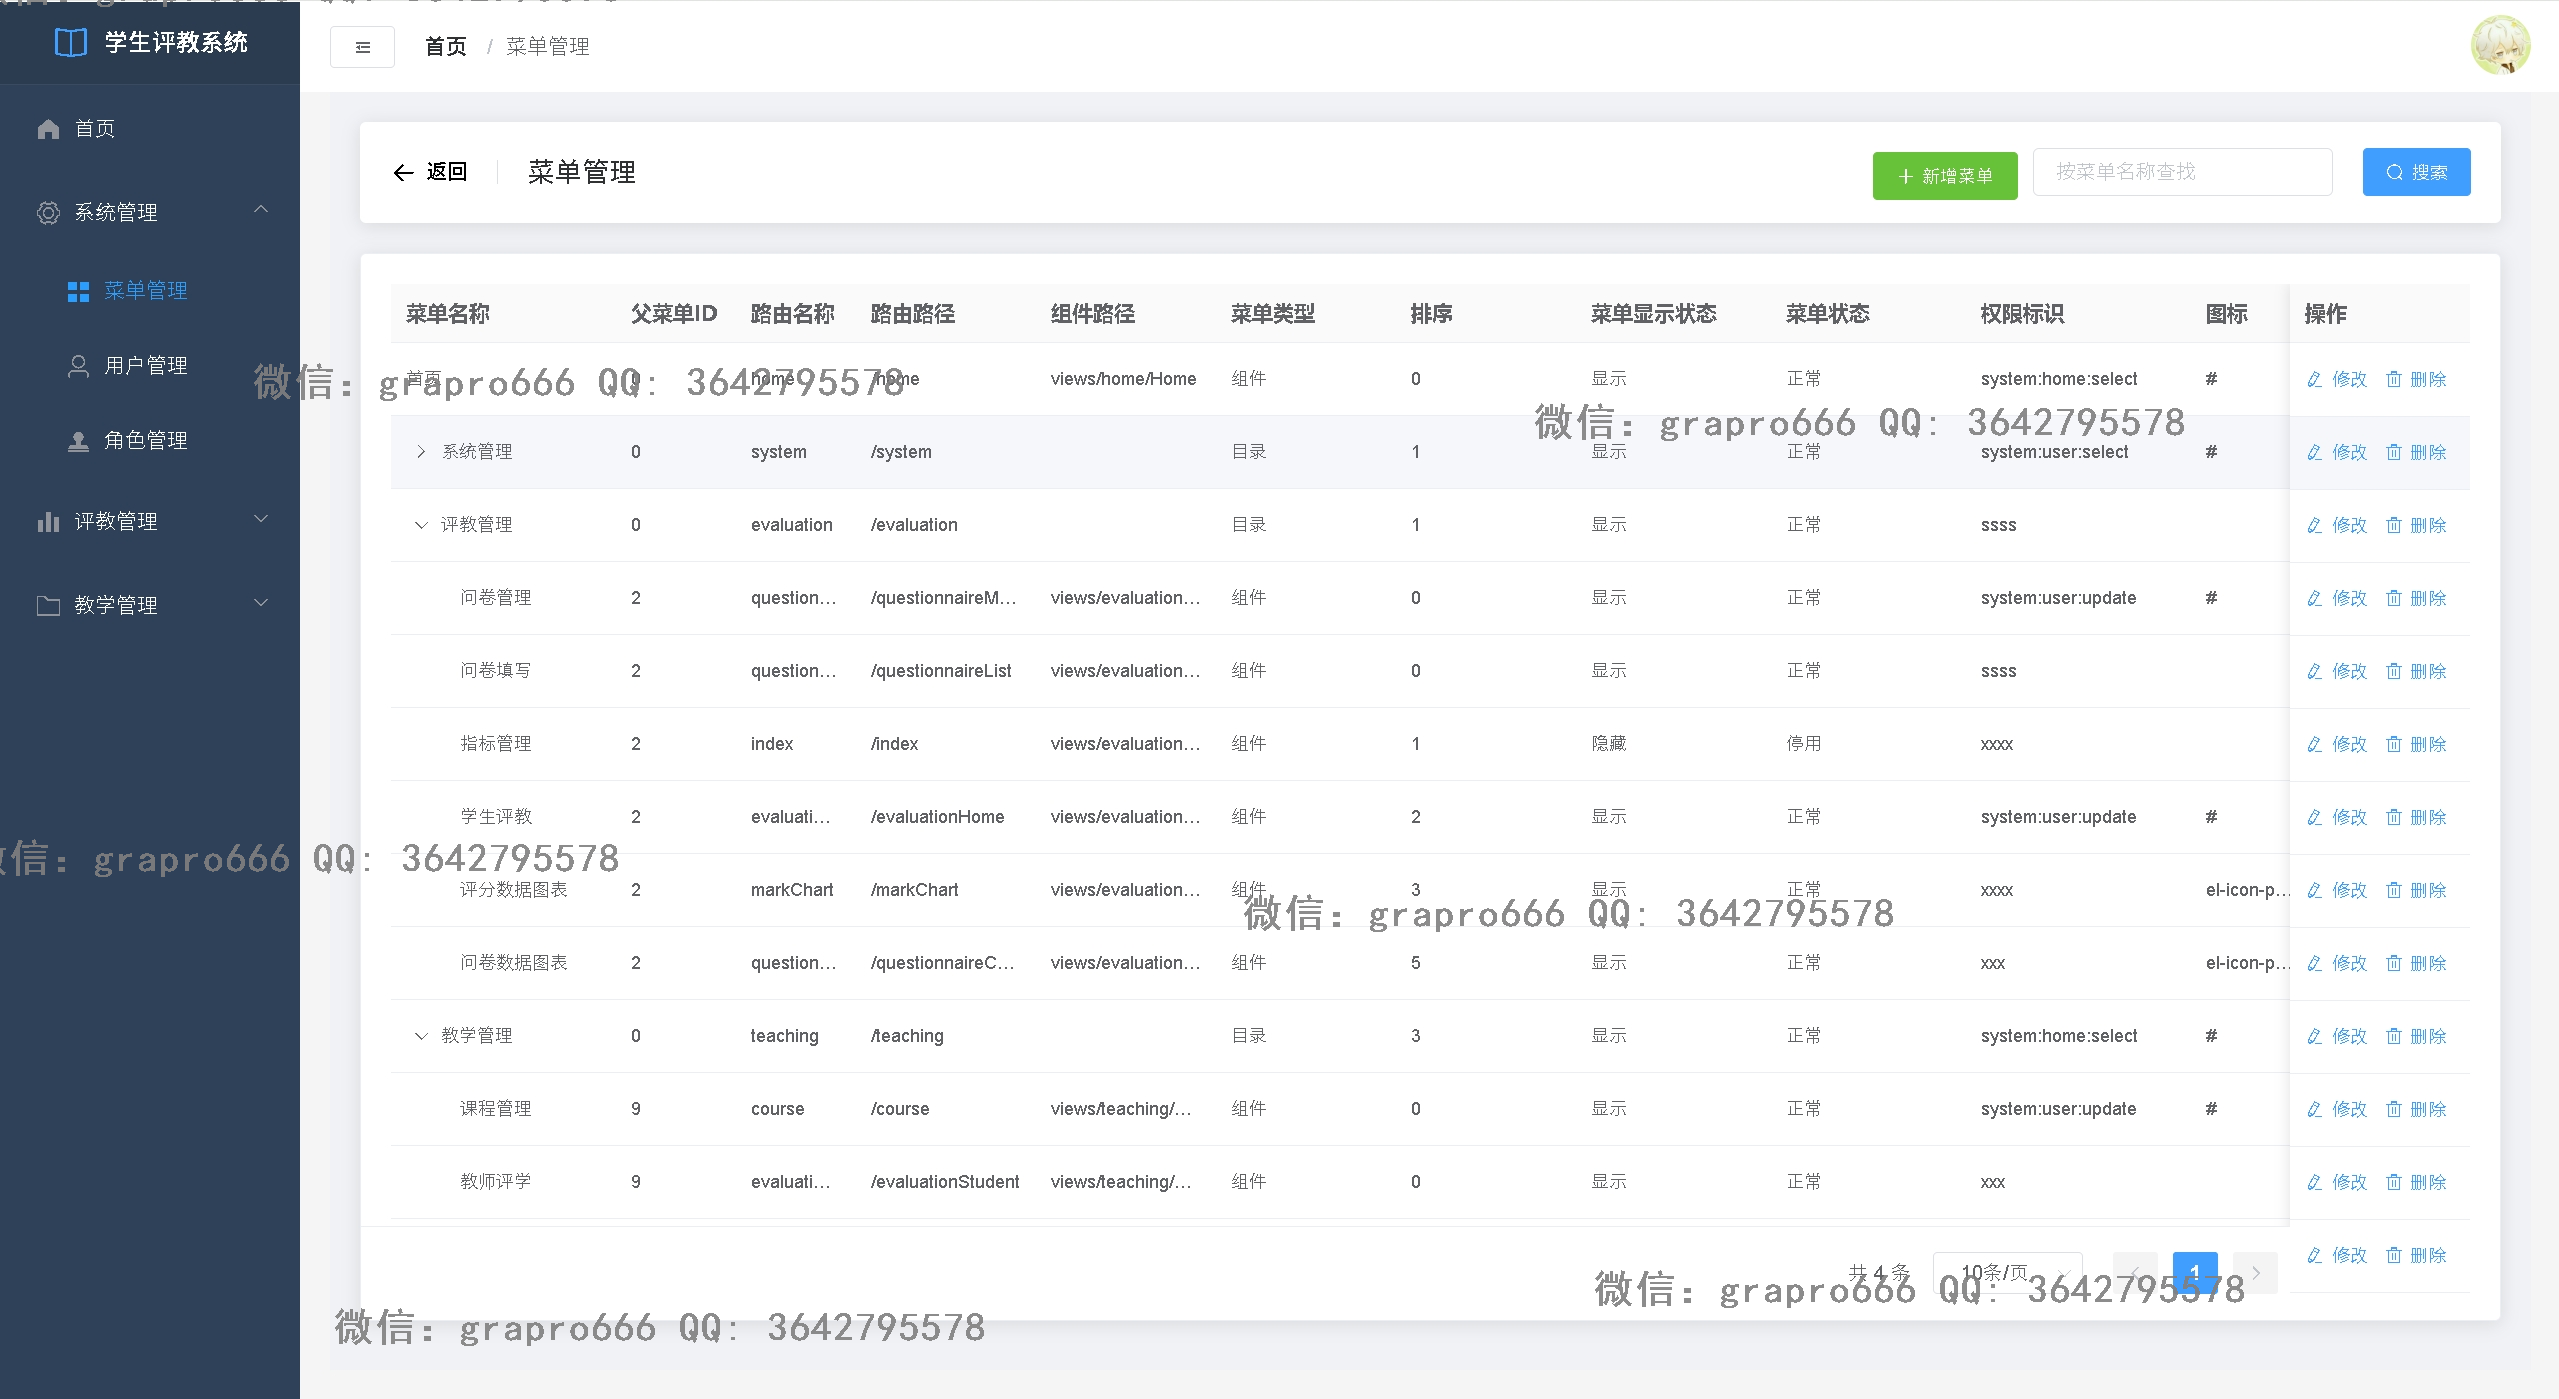 学生评教系统
首页 / 菜单管理
首页
系统管理
菜单管理
用户管理
角色管理
评教管理
教学管理
返回 菜单管理
新增菜单 按菜单名称查找 搜索
菜单名称 父菜单ID 路由名称 路由路径 组件路径 菜单类型 排序 菜单显示状态 菜单状态 权限标识 图标 操作
首页 0 home /home views/home/Home 组件 0 显示 正常 system:home:select # 修改 删除
系统管理 0 system /system 目录 1 显示 正常 system:user:select # 修改 删除
评教管理 0 evaluation /evaluation 目录 1 显示 正常 ssss 修改 删除
问卷管理 2 question... /questionnaireM... views/evaluation... 组件 0 显示 正常 system:user:update # 修改 删除
问卷填写 2 question... /questionnaireList views/evaluation... 组件 0 显示 正常 ssss 修改 删除
指标管理 2 index /index views/evaluation... 组件 1 隐藏 停用 xxxx 修改 删除
学生评教 2 evaluati... /evaluationHome views/evaluation... 组件 2 显示 正常 system:user:update # 修改 删除
评分数据图表 2 markChart /markChart views/evaluation... 组件 3 显示 正常 xxxx el-icon-p... 修改 删除
问卷数据图表 2 question... /questionnaireC... views/evaluation... 组件 5 显示 正常 xxx el-icon-p... 修改 删除
教学管理 0 teaching /teaching 目录 3 显示 正常 system:home:select # 修改 删除
课程管理 9 course /course views/teaching/... 组件 0 显示 正常 system:user:update # 修改 删除
教师评学 9 evaluati... /evaluationStudent views/teaching/... 组件 0 显示 正常 xxx 修改 删除
修改 删除
共 4 条 10条/页 1
微信: grapro666 QQ: 3642795578
微信: grapro666 QQ: 3642795578
微信: grapro666 QQ: 3642795578
微信: grapro666 QQ: 3642795578
微信: grapro666 QQ: 3642795578
微信: grapro666 QQ: 3642795578